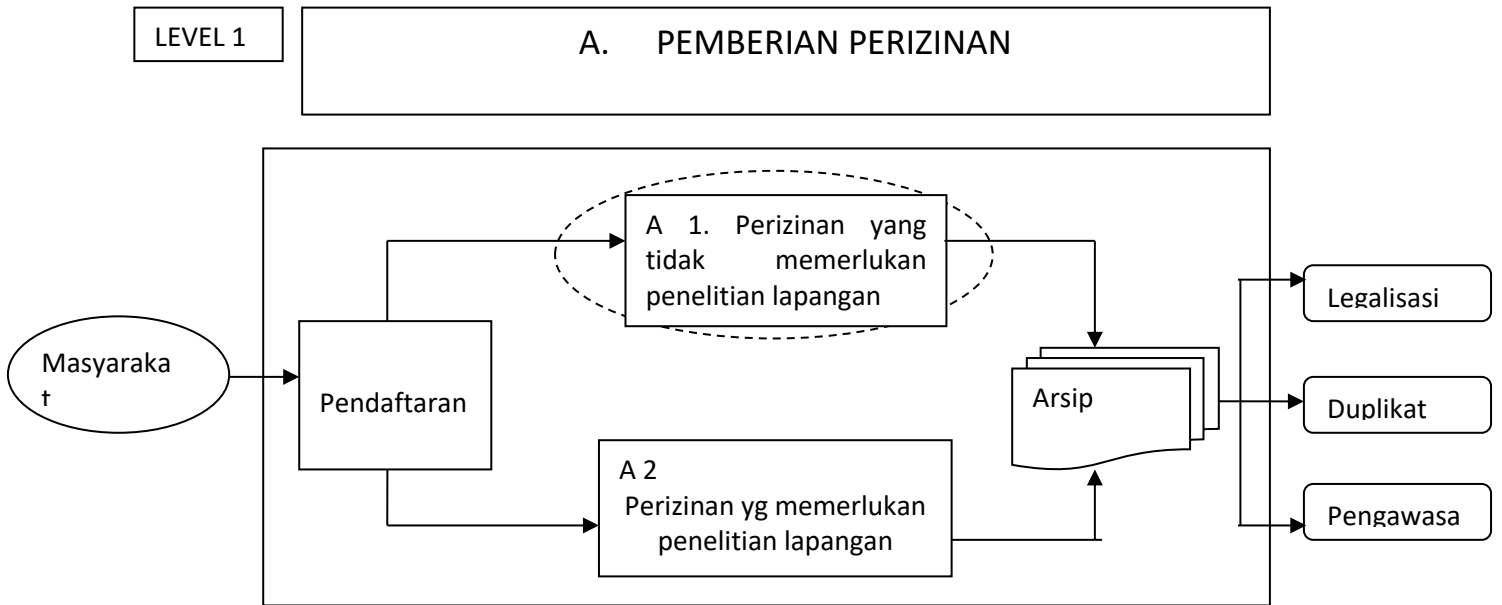 LEVEL 1
A. PEMBERIAN PERIZINAN
A 1. Perizinan yang
tidak memerlukan
penelitian lapangan
Masyaraka
t
Pendaftaran
Arsip
A 2
Perizinan yg memerlukan
penelitian lapangan
Legalisasi
Duplikat
Pengawasa